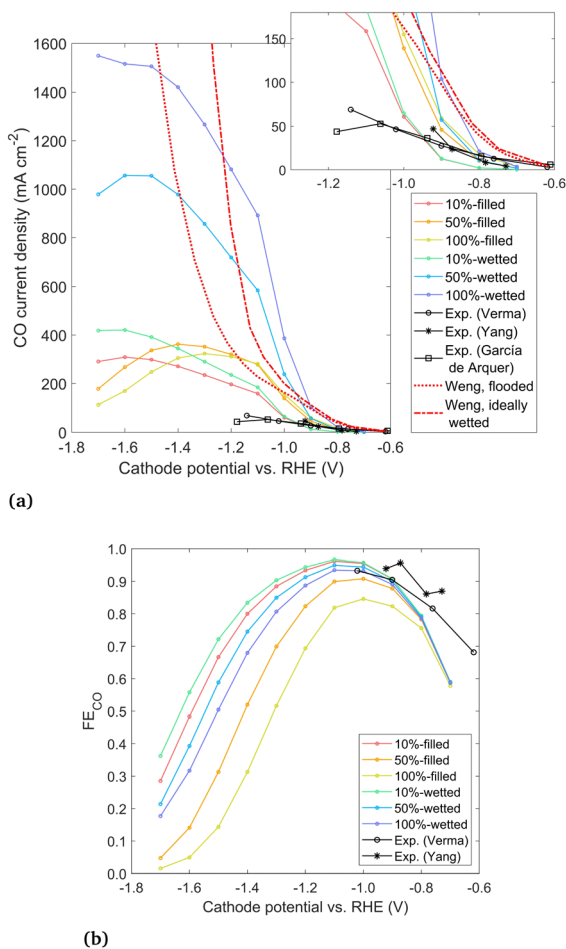 1600
1400
1200
1000
800
600
400
200
0
CO current density (mA cm-2)
-1.8
-1.6
-1.4
-1.2
-1.0
-0.8
-0.6
Cathode potential vs. RHE (V)
150
100
50
0
-1.2
-1.0
-0.8
-0.6
10%-filled
50%-filled
100%-filled
10%-wetted
50%-wetted
100%-wetted
Exp. (Verma)
Exp. (Yang)
Exp. (García
de Arquer)
Weng, flooded
Weng, ideally
wetted
(a)
1.0
0.9
0.8
0.7
0.6
0.5
0.4
0.3
0.2
0.1
0.0
FECO
-1.8
-1.6
-1.4
-1.2
-1.0
-0.8
-0.6
Cathode potential vs. RHE (V)
10%-filled
50%-filled
100%-filled
10%-wetted
50%-wetted
100%-wetted
Exp. (Verma)
Exp. (Yang)
(b)